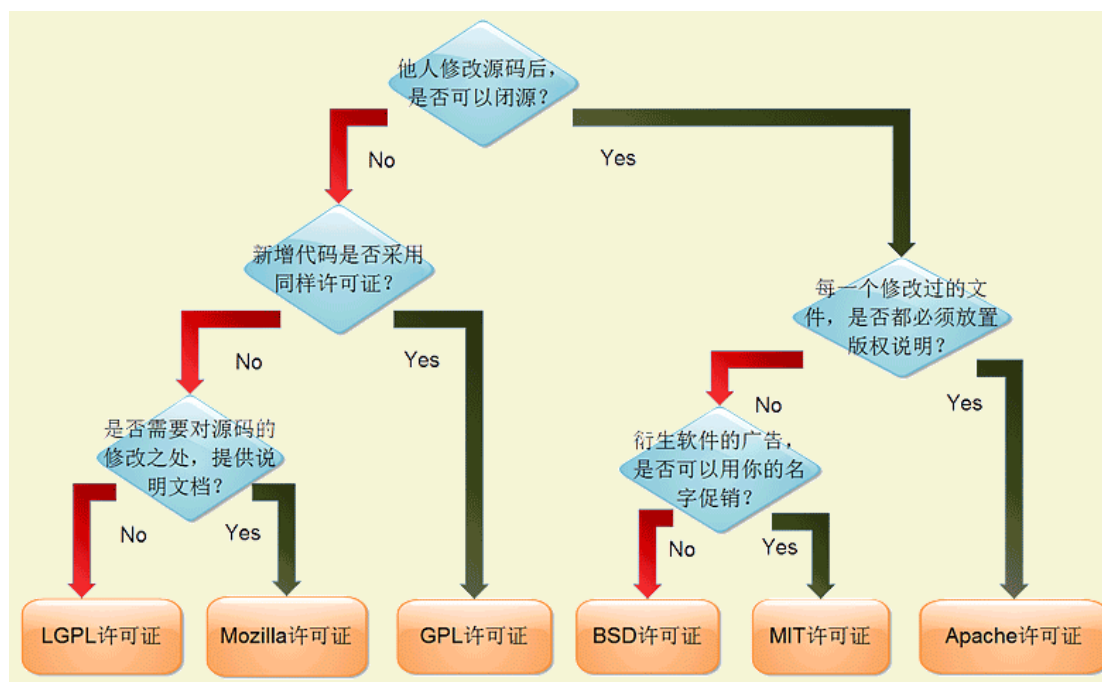 他人修改源码后，
是否可以闭源？
No
Yes
新增代码是否采用
同样许可证？
每一个修改过的文
件，是否都必须放置
版权说明？
No
Yes
No
Yes
是否需要对源码的
修改之处，提供说
明文档？
衍生软件的广告，
是否可以用你的名
字促销？
No
Yes
No
Yes
LGPL许可证
Mozilla许可证
GPL许可证
BSD许可证
MIT许可证
Apache许可证